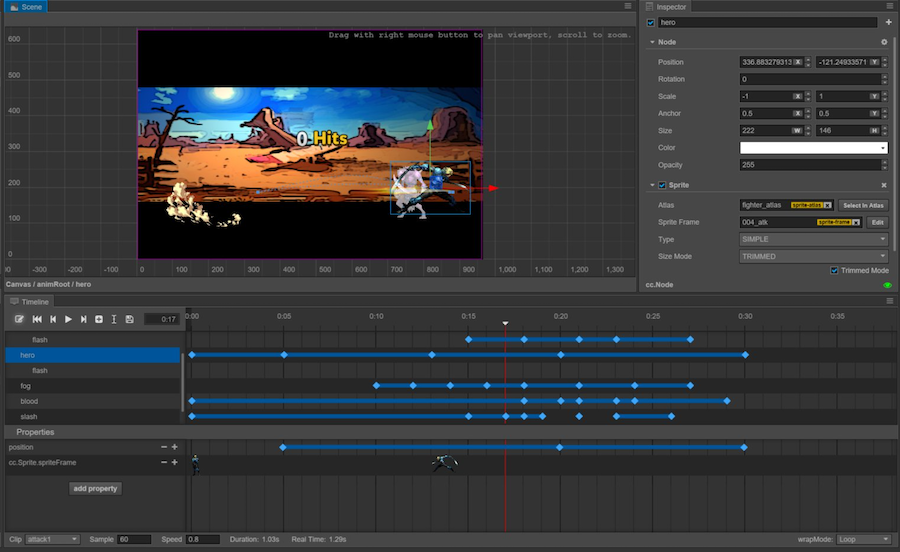 Scene
Drag with right mouse button to pan viewport, scroll to zoom.
600
500
400
300
200
100
0
0 Hits
00 -300 -200 -100 0 100 200 300 400 500 600 700 800 900 1,000 1,100 1,200 1,300
Canvas / animRoot / hero
Inspector
hero
Node
Position 336.883279313 X -121.24933571 Y
Rotation 0
Scale -1 X 1 Y
Anchor 0.5 X 0.5 Y
Size 222 W 146 H
Color
Opacity 255
Sprite
Atlas fighter_atlas sprite-atlas Select In Atlas
Sprite Frame 004_atk sprite-frame Edit
Type SIMPLE
Size Mode TRIMMED
Trimmed Mode
cc.Node
Timeline
0:17 0:00 0:05 0:10 0:15 0:20 0:25 0:30 0:35
flash
hero
flash
fog
blood
slash
Properties
position
cc.Sprite.spriteFrame
add property
Clip attack1 Sample 60 Speed 0.8 Duration: 1.03s Real Time: 1.29s wrapMode: Loop